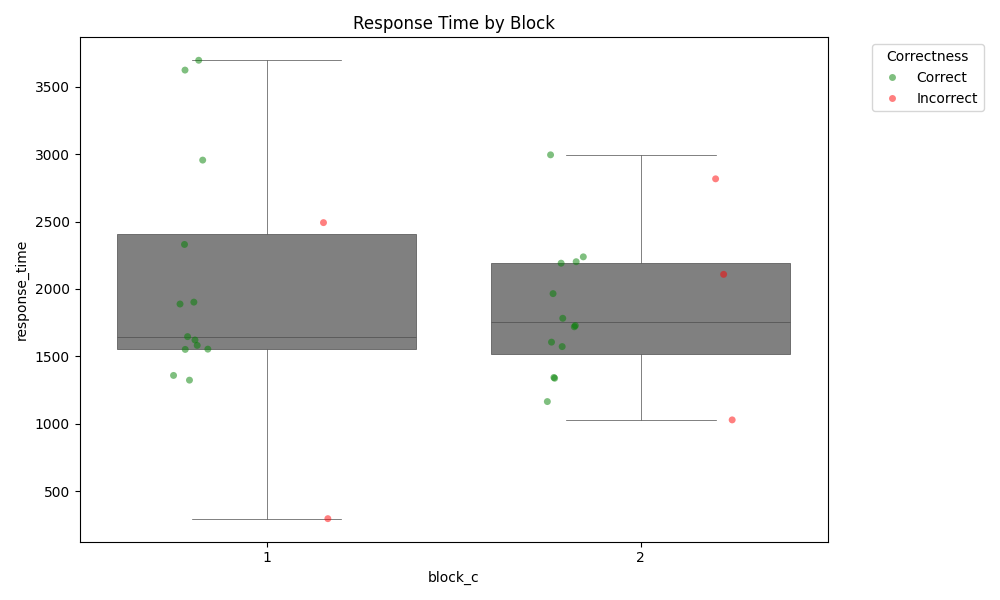 Response Time by Block
Correctness
Correct
Incorrect
response_time
3500
3000
2500
2000
1500
1000
500
1
2
block_c